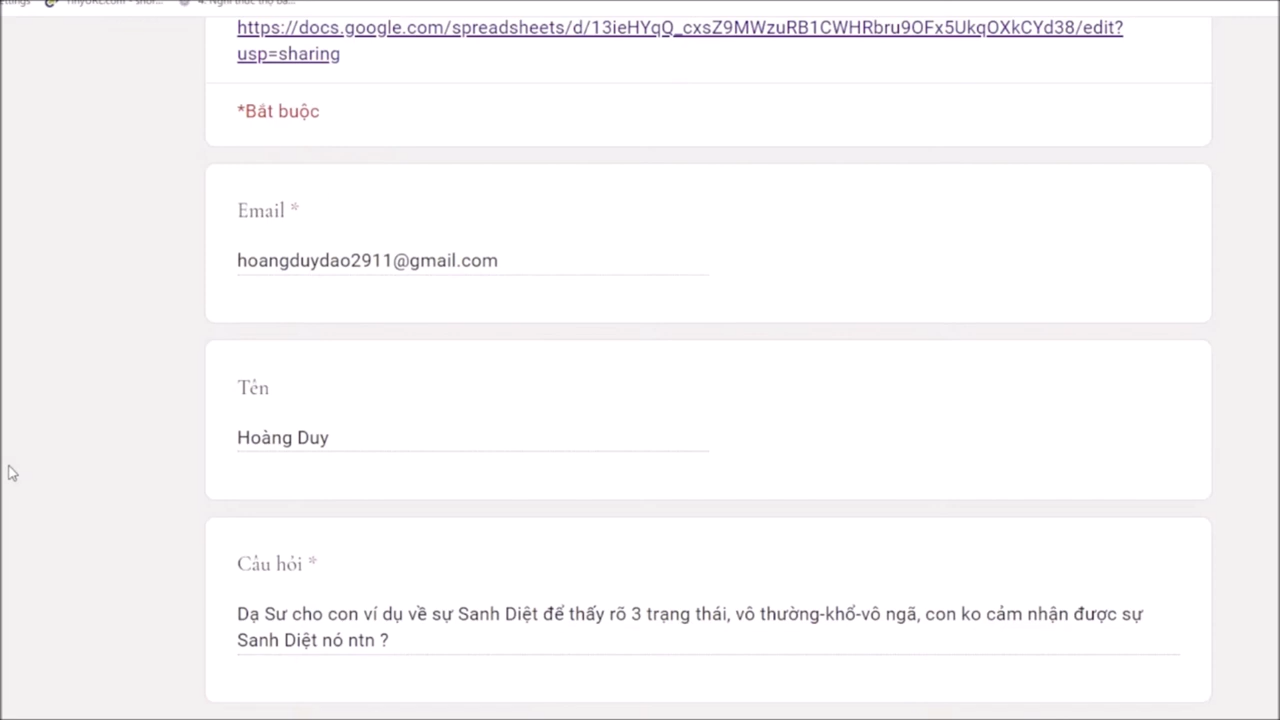 https://docs.google.com/spreadsheets/d/13ieHYqQ_cxsZ9MWzuRB1CWHRbru9OFx5UkqOXkCYd38/edit?
usp=sharing
*Bắt buộc
Email *
hoangduydao2911@gmail.com
Tên
Hoàng Duy
Câu hỏi *
Dạ Sư cho con ví dụ về sự Sanh Diệt để thấy rõ 3 trạng thái, vô thường-khổ-vô ngã, con ko cảm nhận được sự
Sanh Diệt nó ntn ?